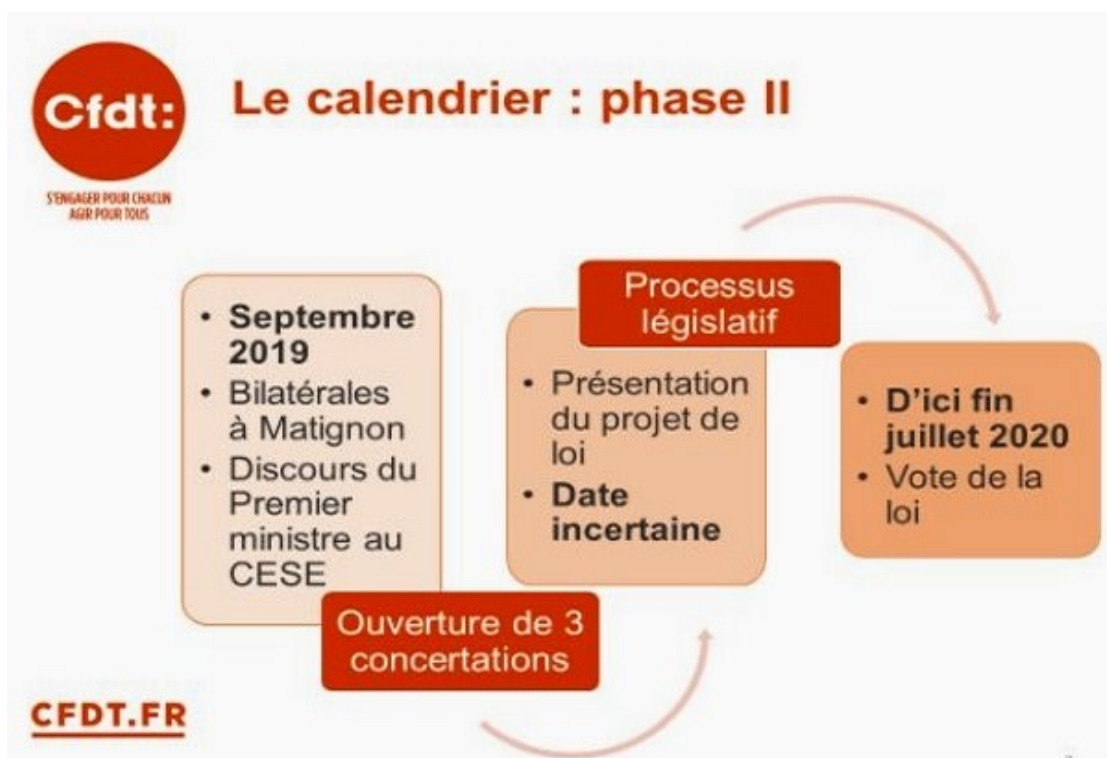 Cfdt:
S'ENGAGER POUR CHACUN
AGIR POUR TOUS
Le calendrier : phase II
• Septembre
2019
• Bilatérales
à Matignon
• Discours du
Premier
ministre au
CESE
Ouverture de 3
concertations
Processus
législatif
• Présentation
du projet de
loi
• Date
incertaine
• D'ici fin
juillet 2020
• Vote de la
loi
CFDT.FR